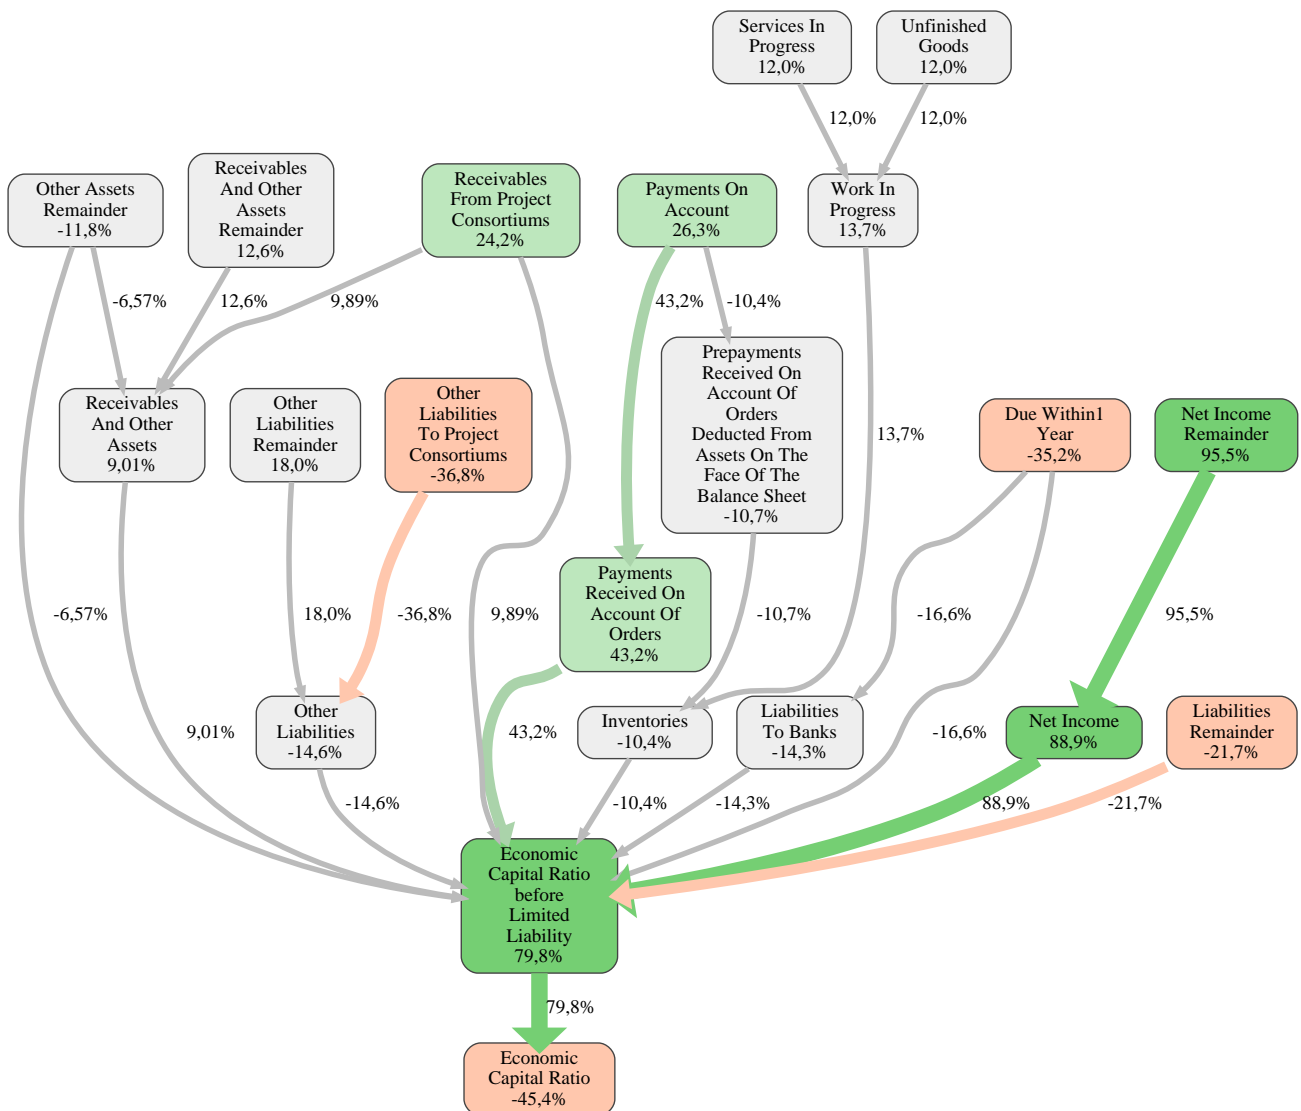 Services In
Progress
12,0%
Unfinished
Goods
12,0%
12,0%
12,0%
Other Assets
Remainder
-11,8%
Receivables
And Other
Assets
Remainder
12,6%
Receivables
From Project
Consortiums
24,2%
Payments On
Account
26,3%
Work In
Progress
13,7%
-6,57%
12,6%
9,89%
43,2%
-10,4%
Receivables
And Other
Assets
9,01%
Other
Liabilities
Remainder
18,0%
Other
Liabilities
To Project
Consortiums
-36,8%
Prepayments
Received On
Account Of
Orders
Deducted From
Assets On The
Face Of The
Balance Sheet
-10,7%
13,7%
Due Within1
Year
-35,2%
Net Income
Remainder
95,5%
Payments
Received On
Account Of
Orders
43,2%
-6,57%
18,0%
-36,8%
9,89%
-10,7%
-16,6%
95,5%
Other
Liabilities
-14,6%
Inventories
-10,4%
Liabilities
To Banks
-14,3%
Net Income
88,9%
Liabilities
Remainder
-21,7%
9,01%
43,2%
-16,6%
-14,6%
-10,4%
-14,3%
88,9%
-21,7%
Economic
Capital Ratio
before
Limited
Liability
79,8%
79,8%
Economic
Capital Ratio
-45,4%